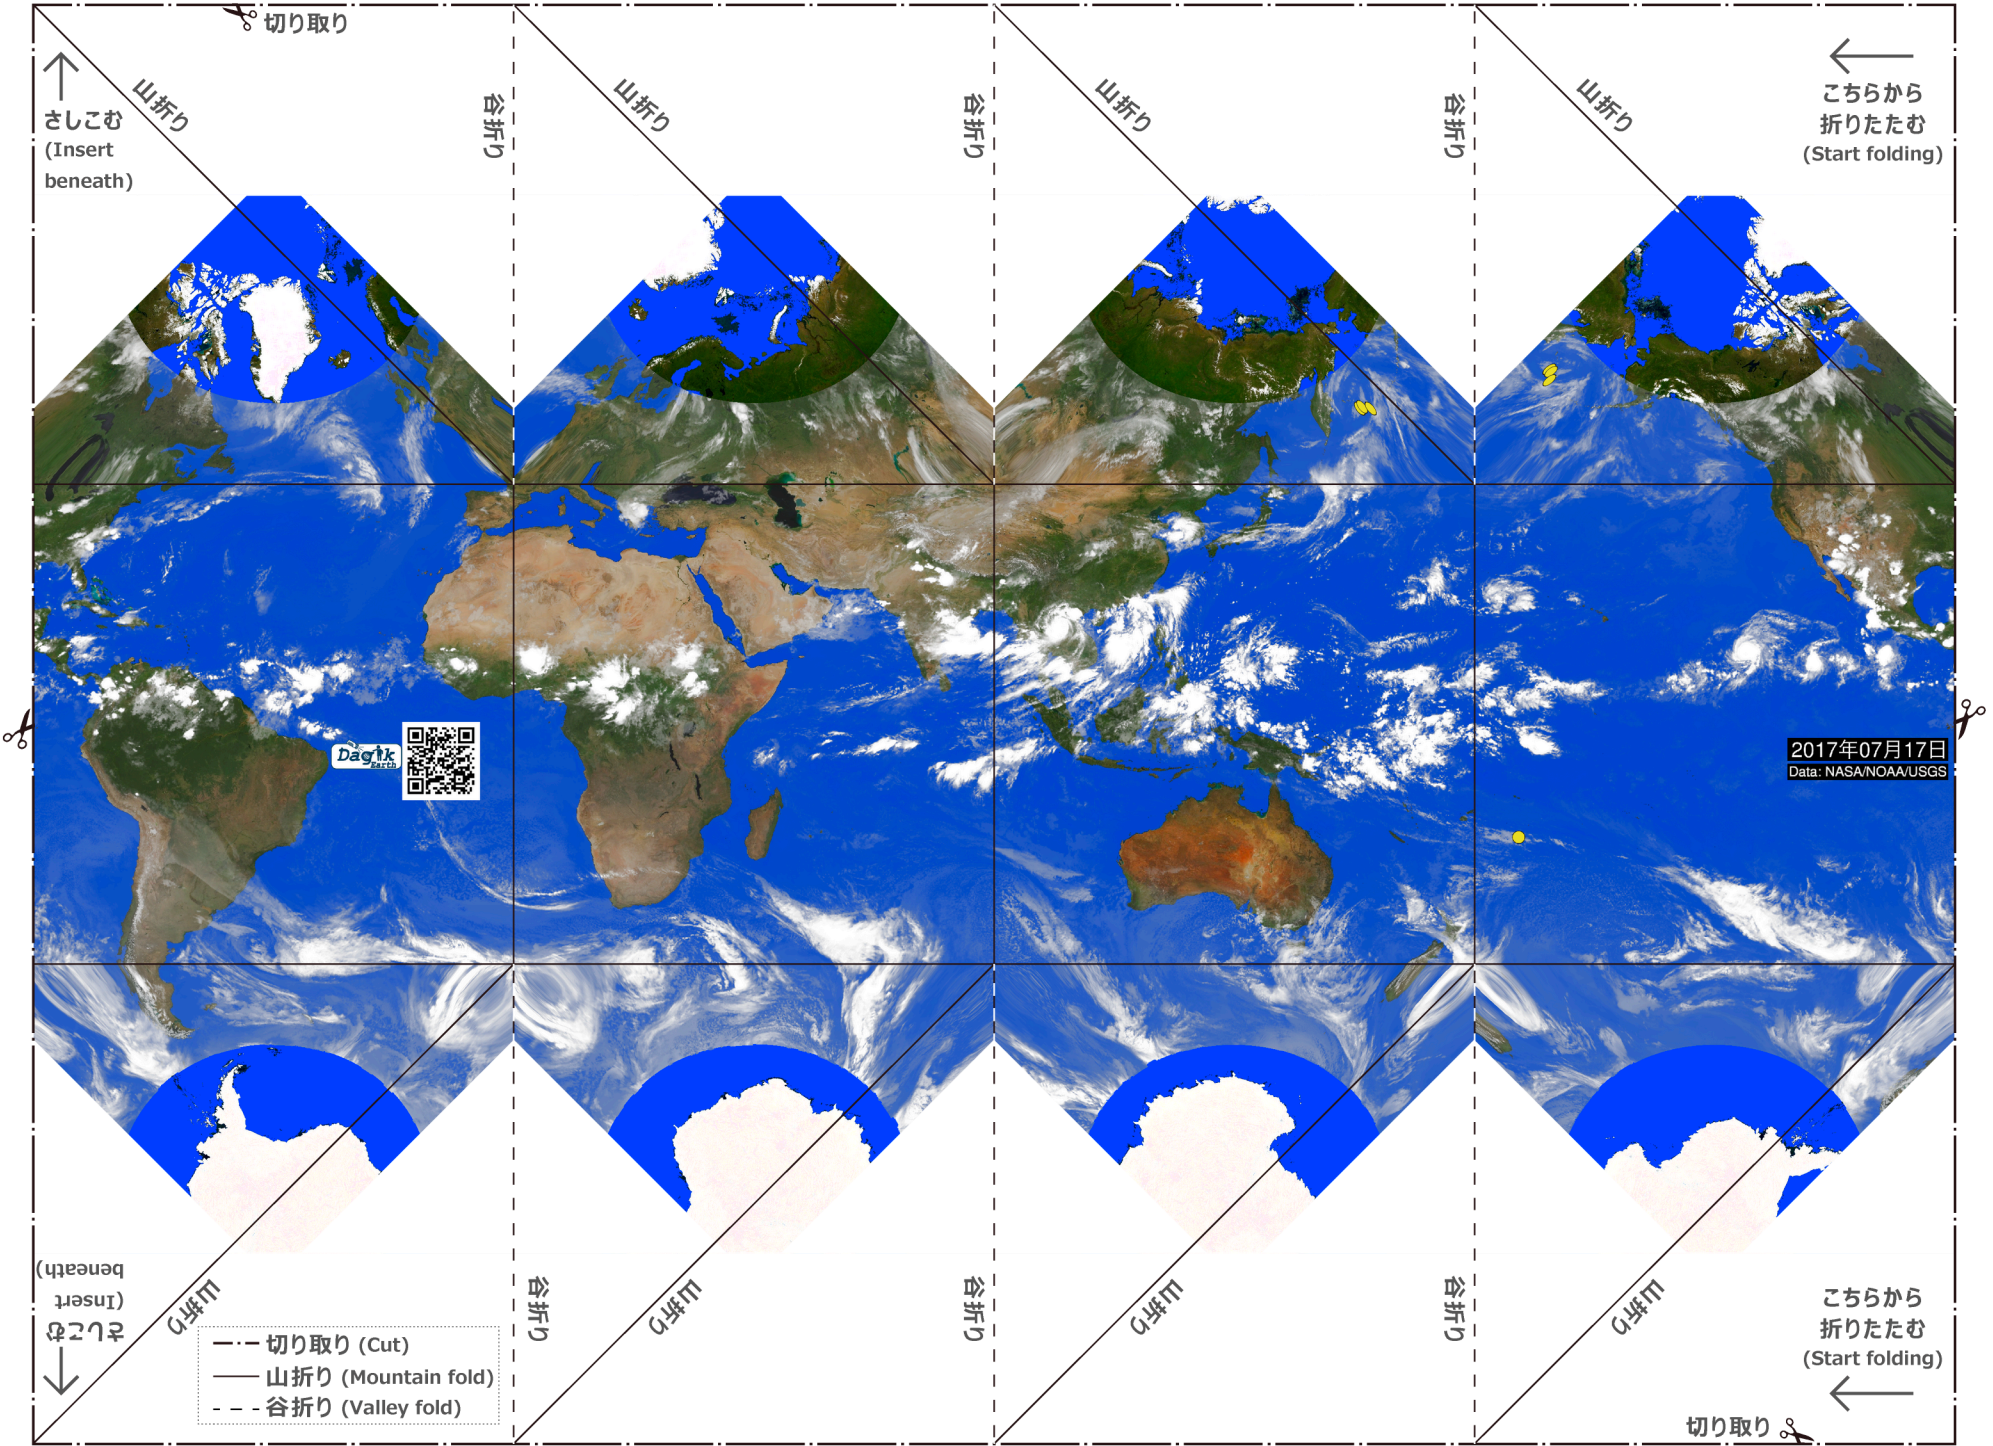 切り取り
さしこむ
(Insert
beneath)
山折り
谷折り
山折り
谷折り
山折り
谷折り
山折り
こちらから
折りたたむ
(Start folding)
Dagik
Earth
2017年07月17日
Data: NASA/NOAA/USGS
さしこむ
(Insert
beneath)
山折り
谷折り
山折り
谷折り
山折り
谷折り
山折り
こちらから
折りたたむ
(Start folding)
切り取り (Cut)
山折り (Mountain fold)
谷折り (Valley fold)
切り取り